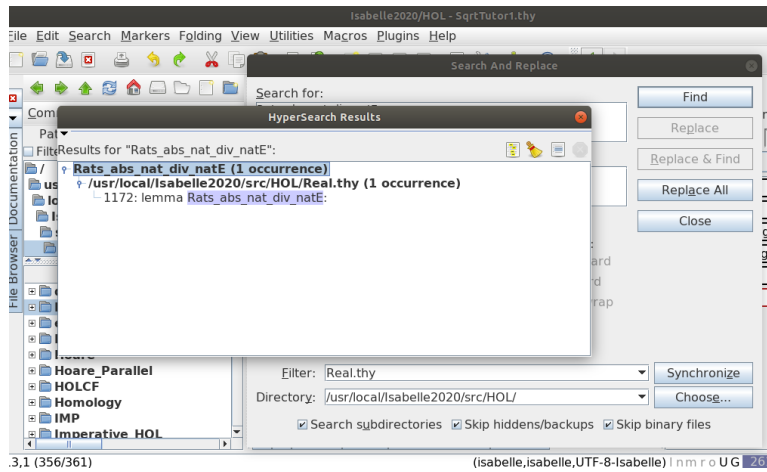 Isabelle2020/HOL - SqrtTutor1.thy
File Edit Search Markers Folding View Utilities Macros Plugins Help
Search And Replace
Search for:
Find
Replace
Replace & Find
Replace All
Close
HyperSearch Results
Results for "Rats_abs_nat_div_natE":
Rats_abs_nat_div_natE (1 occurrence)
/usr/local/Isabelle2020/src/HOL/Real.thy (1 occurrence)
1172: lemma Rats_abs_nat_div_natE:
File Browser
Documentation
/
Hoare_Parallel
HOLCF
Homology
IMP
Imperative_HOL
Filter: Real.thy
Synchronize
Directory: /usr/local/Isabelle2020/src/HOL/
Choose...
Search subdirectories Skip hiddens/backups Skip binary files
3,1 (356/361)
(isabelle,isabelle,UTF-8-Isabelle) | n m r o U G 26